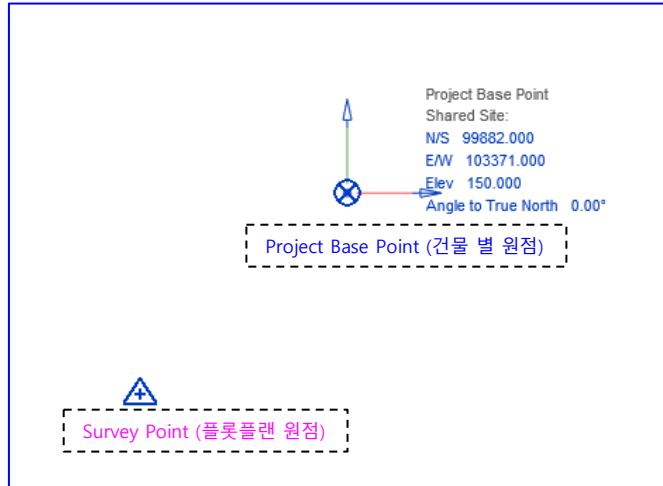 Project Base Point
Shared Site:
N/S 99882.000
E/W 103371.000
Elev 150.000
Angle to True North 0.00°
Project Base Point (건물 별 원점)
Survey Point (플롯플랜 원점)